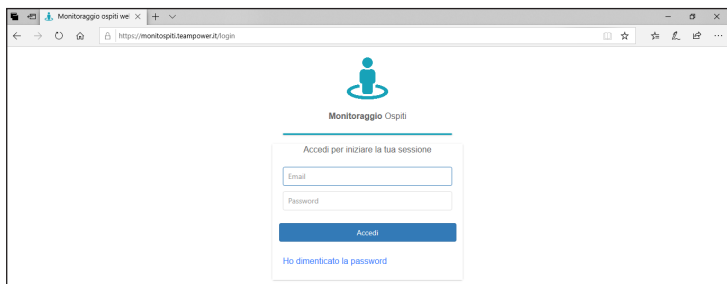 Monitoraggio ospiti wel
https://monitospiti.teampower.it/login
Monitoraggio Ospiti
Accedi per iniziare la tua sessione
Email
Password
Accedi
Ho dimenticato la password